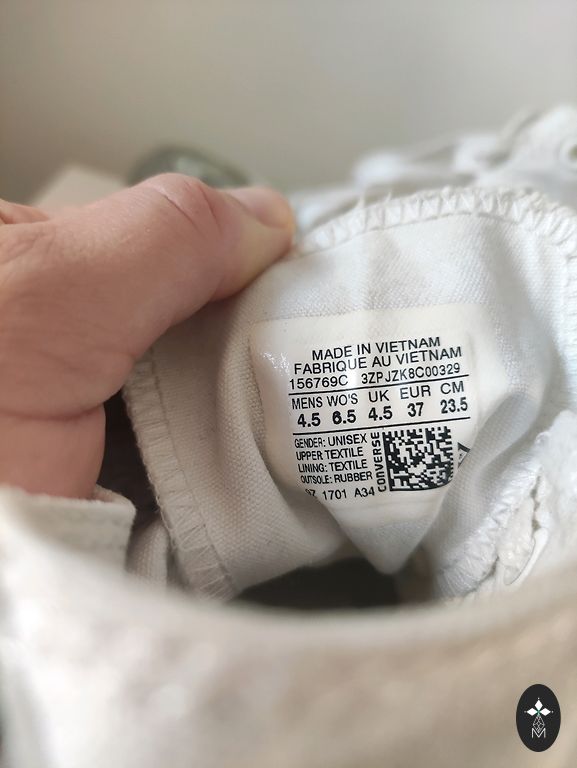 MADE IN VIETNAM
FABRIQUE AU VIETNAM
156769C 3ZPJZK8C00329
MENS WO'S UK EUR CM
4.5 6.5 4.5 37 23.5
GENDER: UNISEX
UPPER TEXTILE
LINING: TEXTILE
OUTSOLE: RUBBER
07 1701 A34
CONVERSE
M